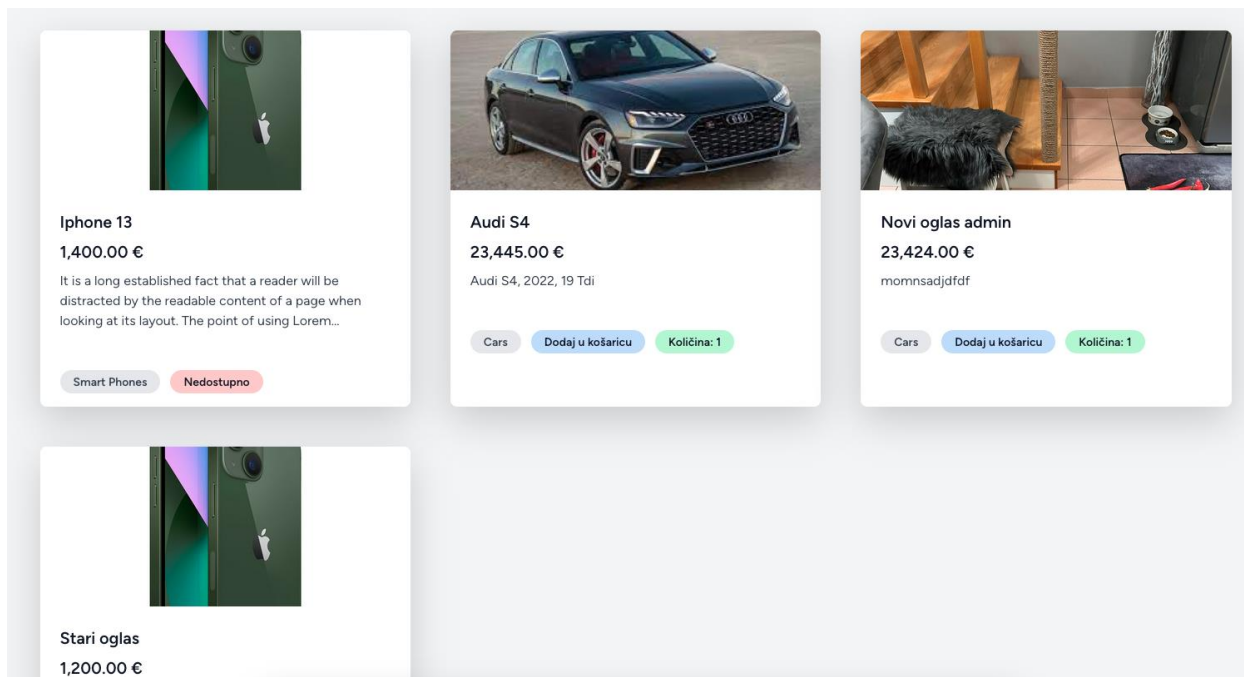 Iphone 13
1,400.00 €
It is a long established fact that a reader will be
distracted by the readable content of a page when
looking at its layout. The point of using Lorem...
Smart Phones
Nedostupno
Audi S4
23,445.00 €
Audi S4, 2022, 19 Tdi
Cars
Dodaj u košaricu
Količina: 1
Novi oglas admin
23,424.00 €
momnsadjdfdf
Cars
Dodaj u košaricu
Količina: 1
Stari oglas
1,200.00 €